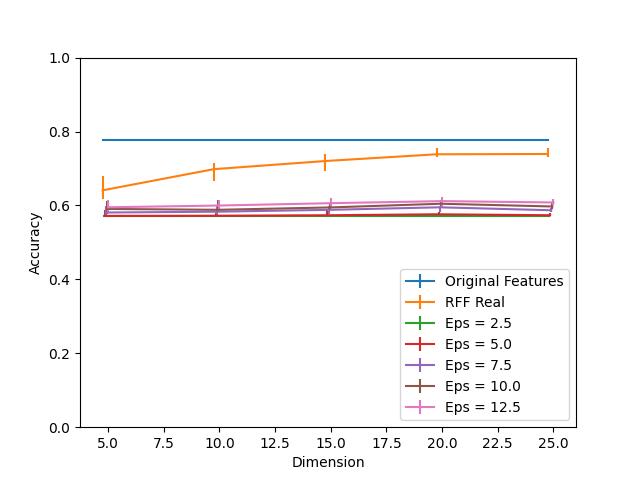 1.0
0.8
0.6
0.4
0.2
0.0
Accuracy
Original Features
RFF Real
Eps = 2.5
Eps = 5.0
Eps = 7.5
Eps = 10.0
Eps = 12.5
5.0 7.5 10.0 12.5 15.0 17.5 20.0 22.5 25.0
Dimension